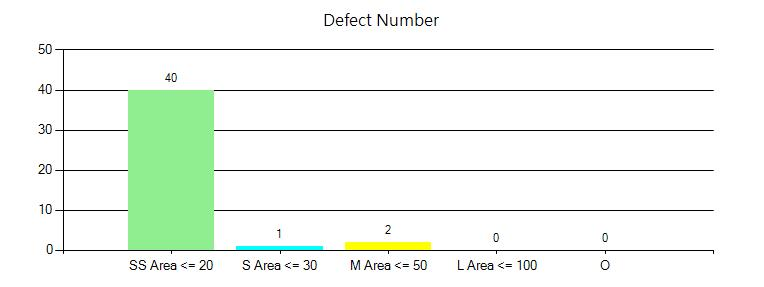 Defect Number
50
40
30
20
10
0
40
1
2
0
0
SS Area <= 20
S Area <= 30
M Area <= 50
L Area <= 100
O